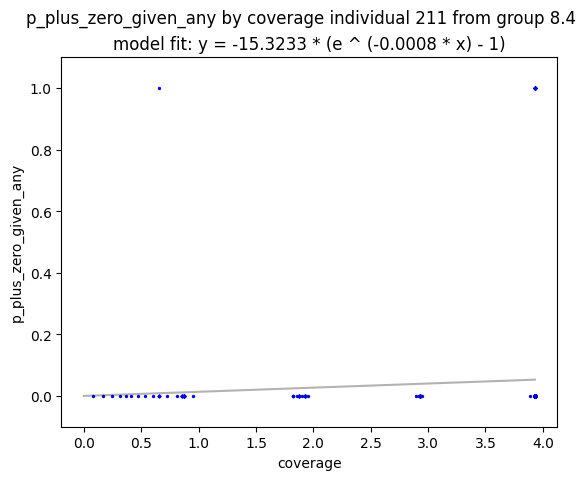 p_plus_zero_given_any by coverage individual 211 from group 8.4
model fit: y = -15.3233 * (e ^ (-0.0008 * x) - 1)
p_plus_zero_given_any
1.0
0.8
0.6
0.4
0.2
0.0
0.0 0.5 1.0 1.5 2.0 2.5 3.0 3.5 4.0
coverage